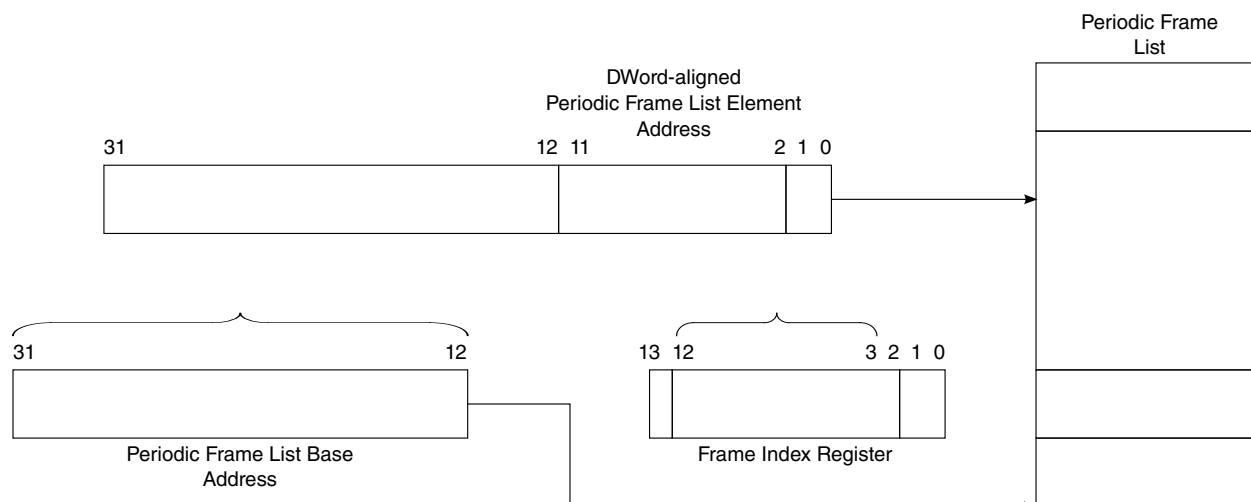 Periodic Frame
List
DWord-aligned
Periodic Frame List Element
Address
31 12 11 2 1 0
31 12 13 12 3 2 1 0
Periodic Frame List Base
Address
Frame Index Register